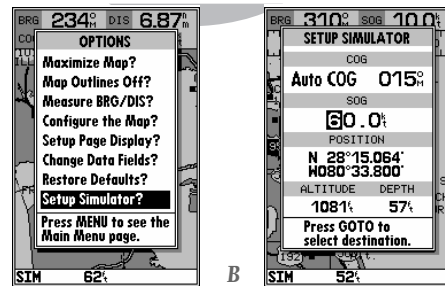 BRG 234° DIS 6.87
OPTIONS
Maximize Map?
Map Outlines Off?
Measure BRG/DIS?
Configure the Map?
Setup Page Display?
Change Data Fields?
Restore Defaults?
Setup Simulator?
Press MENU to see the
Main Menu page.
SIM 62
B
BRG 310° SOG 10.0
SETUP SIMULATOR
COG
Auto COG 015°
SOG
60.0
POSITION
N 28°15.064'
W080°33.800'
ALTITUDE DEPTH
1081 57
Press GOTO to
select destination.
192
SIM 52